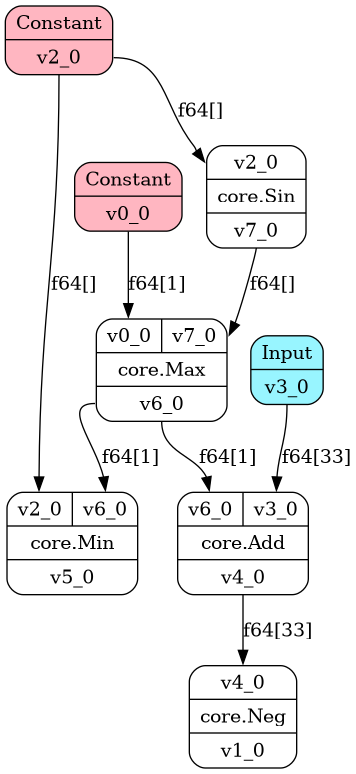 Constant
v2_0
f64[]
v2_0
core.Sin
v7_0
Constant
v0_0
f64[]
f64[1]
f64[]
v0_0 v7_0
core.Max
v6_0
Input
v3_0
f64[1]
f64[1]
f64[33]
v2_0 v6_0
core.Min
v5_0
v6_0 v3_0
core.Add
v4_0
f64[33]
v4_0
core.Neg
v1_0